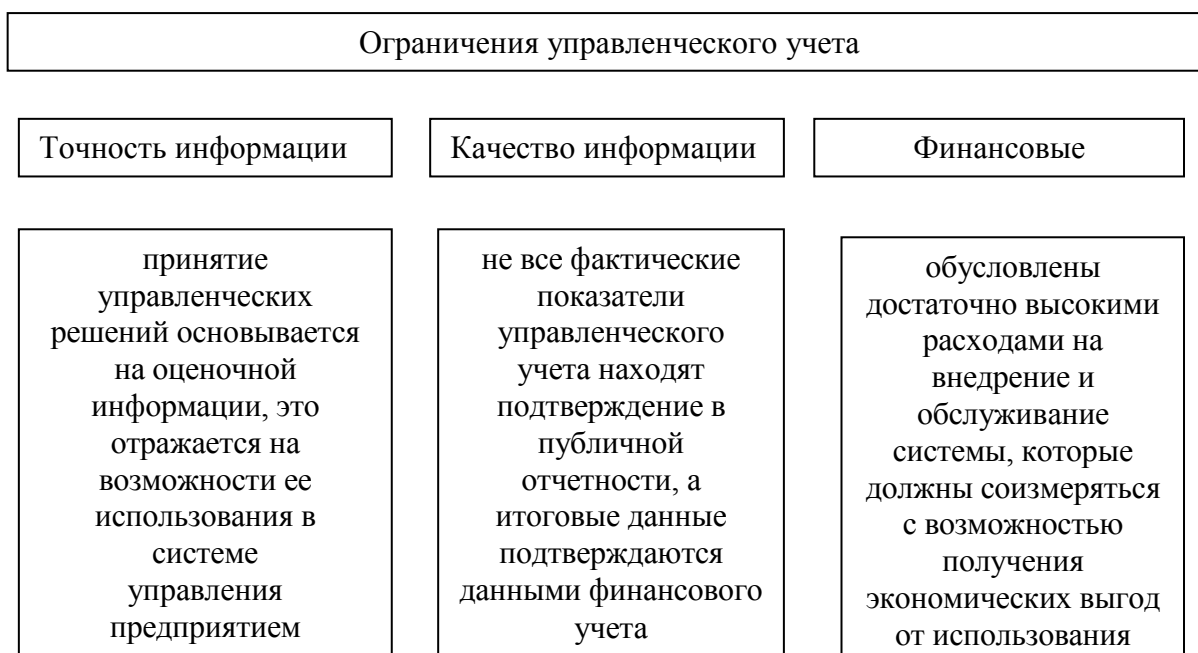 Ограничения управленческого учета
Точность информации
Качество информации
Финансовые
принятие
управленческих
решений основывается
на оценочной
информации, это
отражается на
возможности ее
использования в
системе
управления
предприятием
не все фактические
показатели
управленческого
учета находят
подтверждение в
публичной
отчетности, а
итоговые данные
подтверждаются
данными финансового
учета
обусловлены
достаточно высокими
расходами на
внедрение и
обслуживание
системы, которые
должны соизмеряться
с возможностью
получения
экономических выгод
от использования